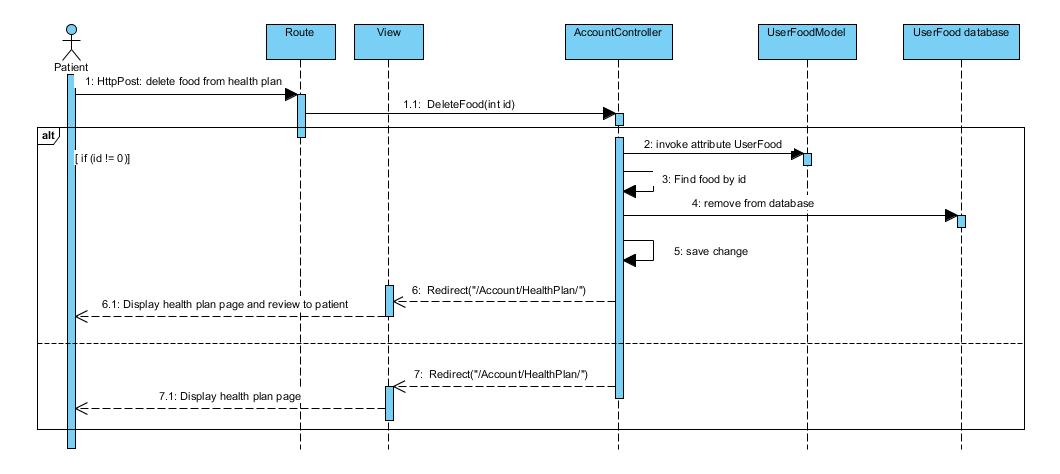 Route
View
AccountController
UserFoodModel
UserFood database
Patient
1: HttpPost: delete food from health plan
1.1: DeleteFood(int id)
alt
2: invoke attribute UserFood
[ if (id != 0)]
3: Find food by id
4: remove from database
5: save change
6: Redirect("/Account/HealthPlan/")
6.1: Display health plan page and review to patient
7: Redirect("/Account/HealthPlan/")
7.1: Display health plan page